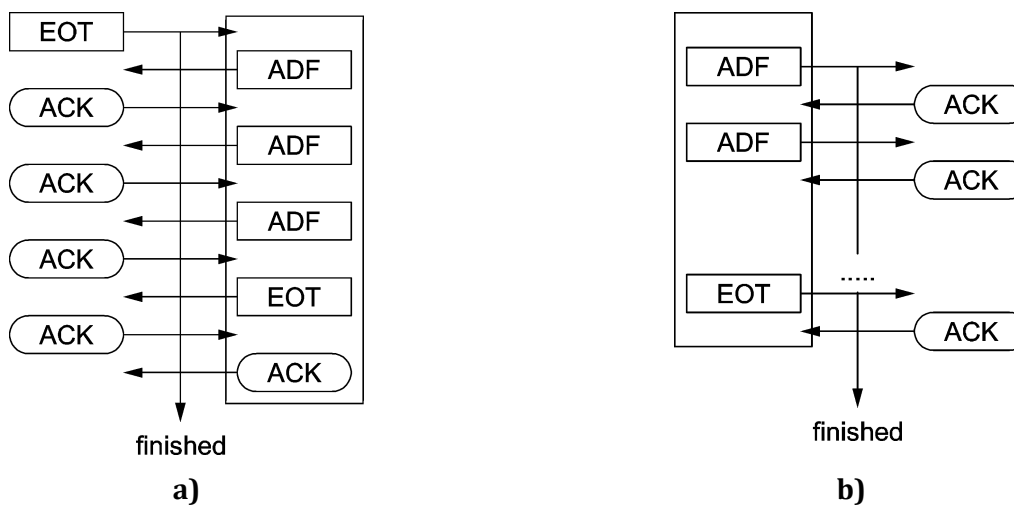 EOT
ADF
ACK
ADF
ACK
ADF
ACK
EOT
ACK
ACK
finished
a)
ADF
ACK
ADF
ACK
.....
EOT
ACK
finished
b)